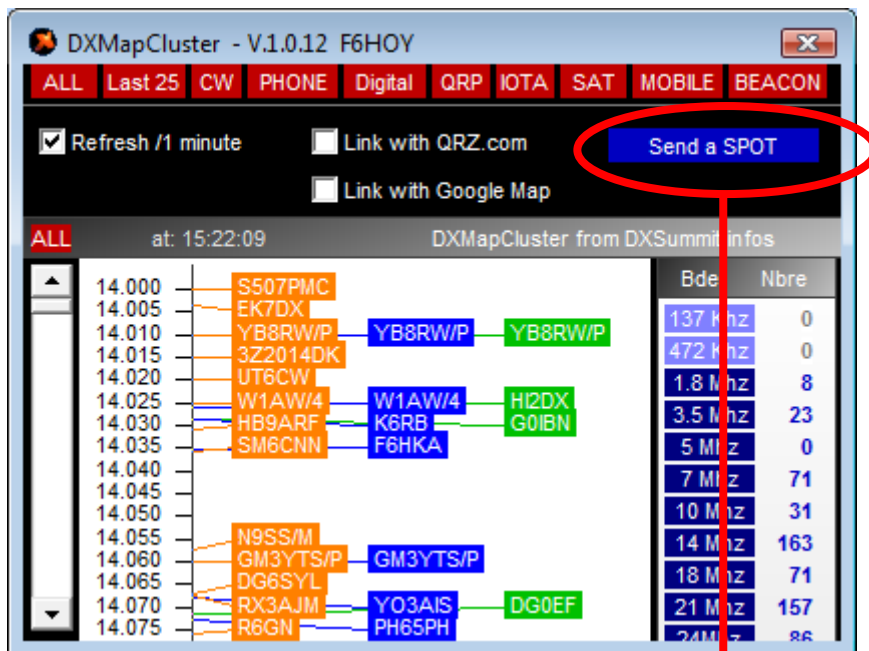 DXMapCluster - V.1.0.12 F6HOY
ALL Last 25 CW PHONE Digital QRP IOTA SAT MOBILE BEACON
Refresh /1 minute Link with QRZ.com Send a SPOT
Link with Google Map
ALL at: 15:22:09 DXMapCluster from DXSummit infos
Bde Nbre
14.000 S507PMC 137 Khz 0
14.005 EK7DX
14.010 YB8RW/P YB8RW/P YB8RW/P
14.015 3Z2014DK 472 Khz 0
14.020 UT6CW 1.8 Mhz 8
14.025 W1AW/4 W1AW/4 HI2DX
14.030 HB9ARF K6RB G0IBN 3.5 Mhz 23
14.035 SM6CNN F6HKA 5 Mhz 0
14.040
14.045 7 Mhz 71
14.050 10 Mhz 31
14.055 N9SS/M
14.060 GM3YTS/P GM3YTS/P 14 Mhz 163
14.065 DG6SYL 18 Mhz 71
14.070 RX3AJM YO3AIS DG0EF 21 Mhz 157
14.075 R6GN PH65PH 24Mhz 86